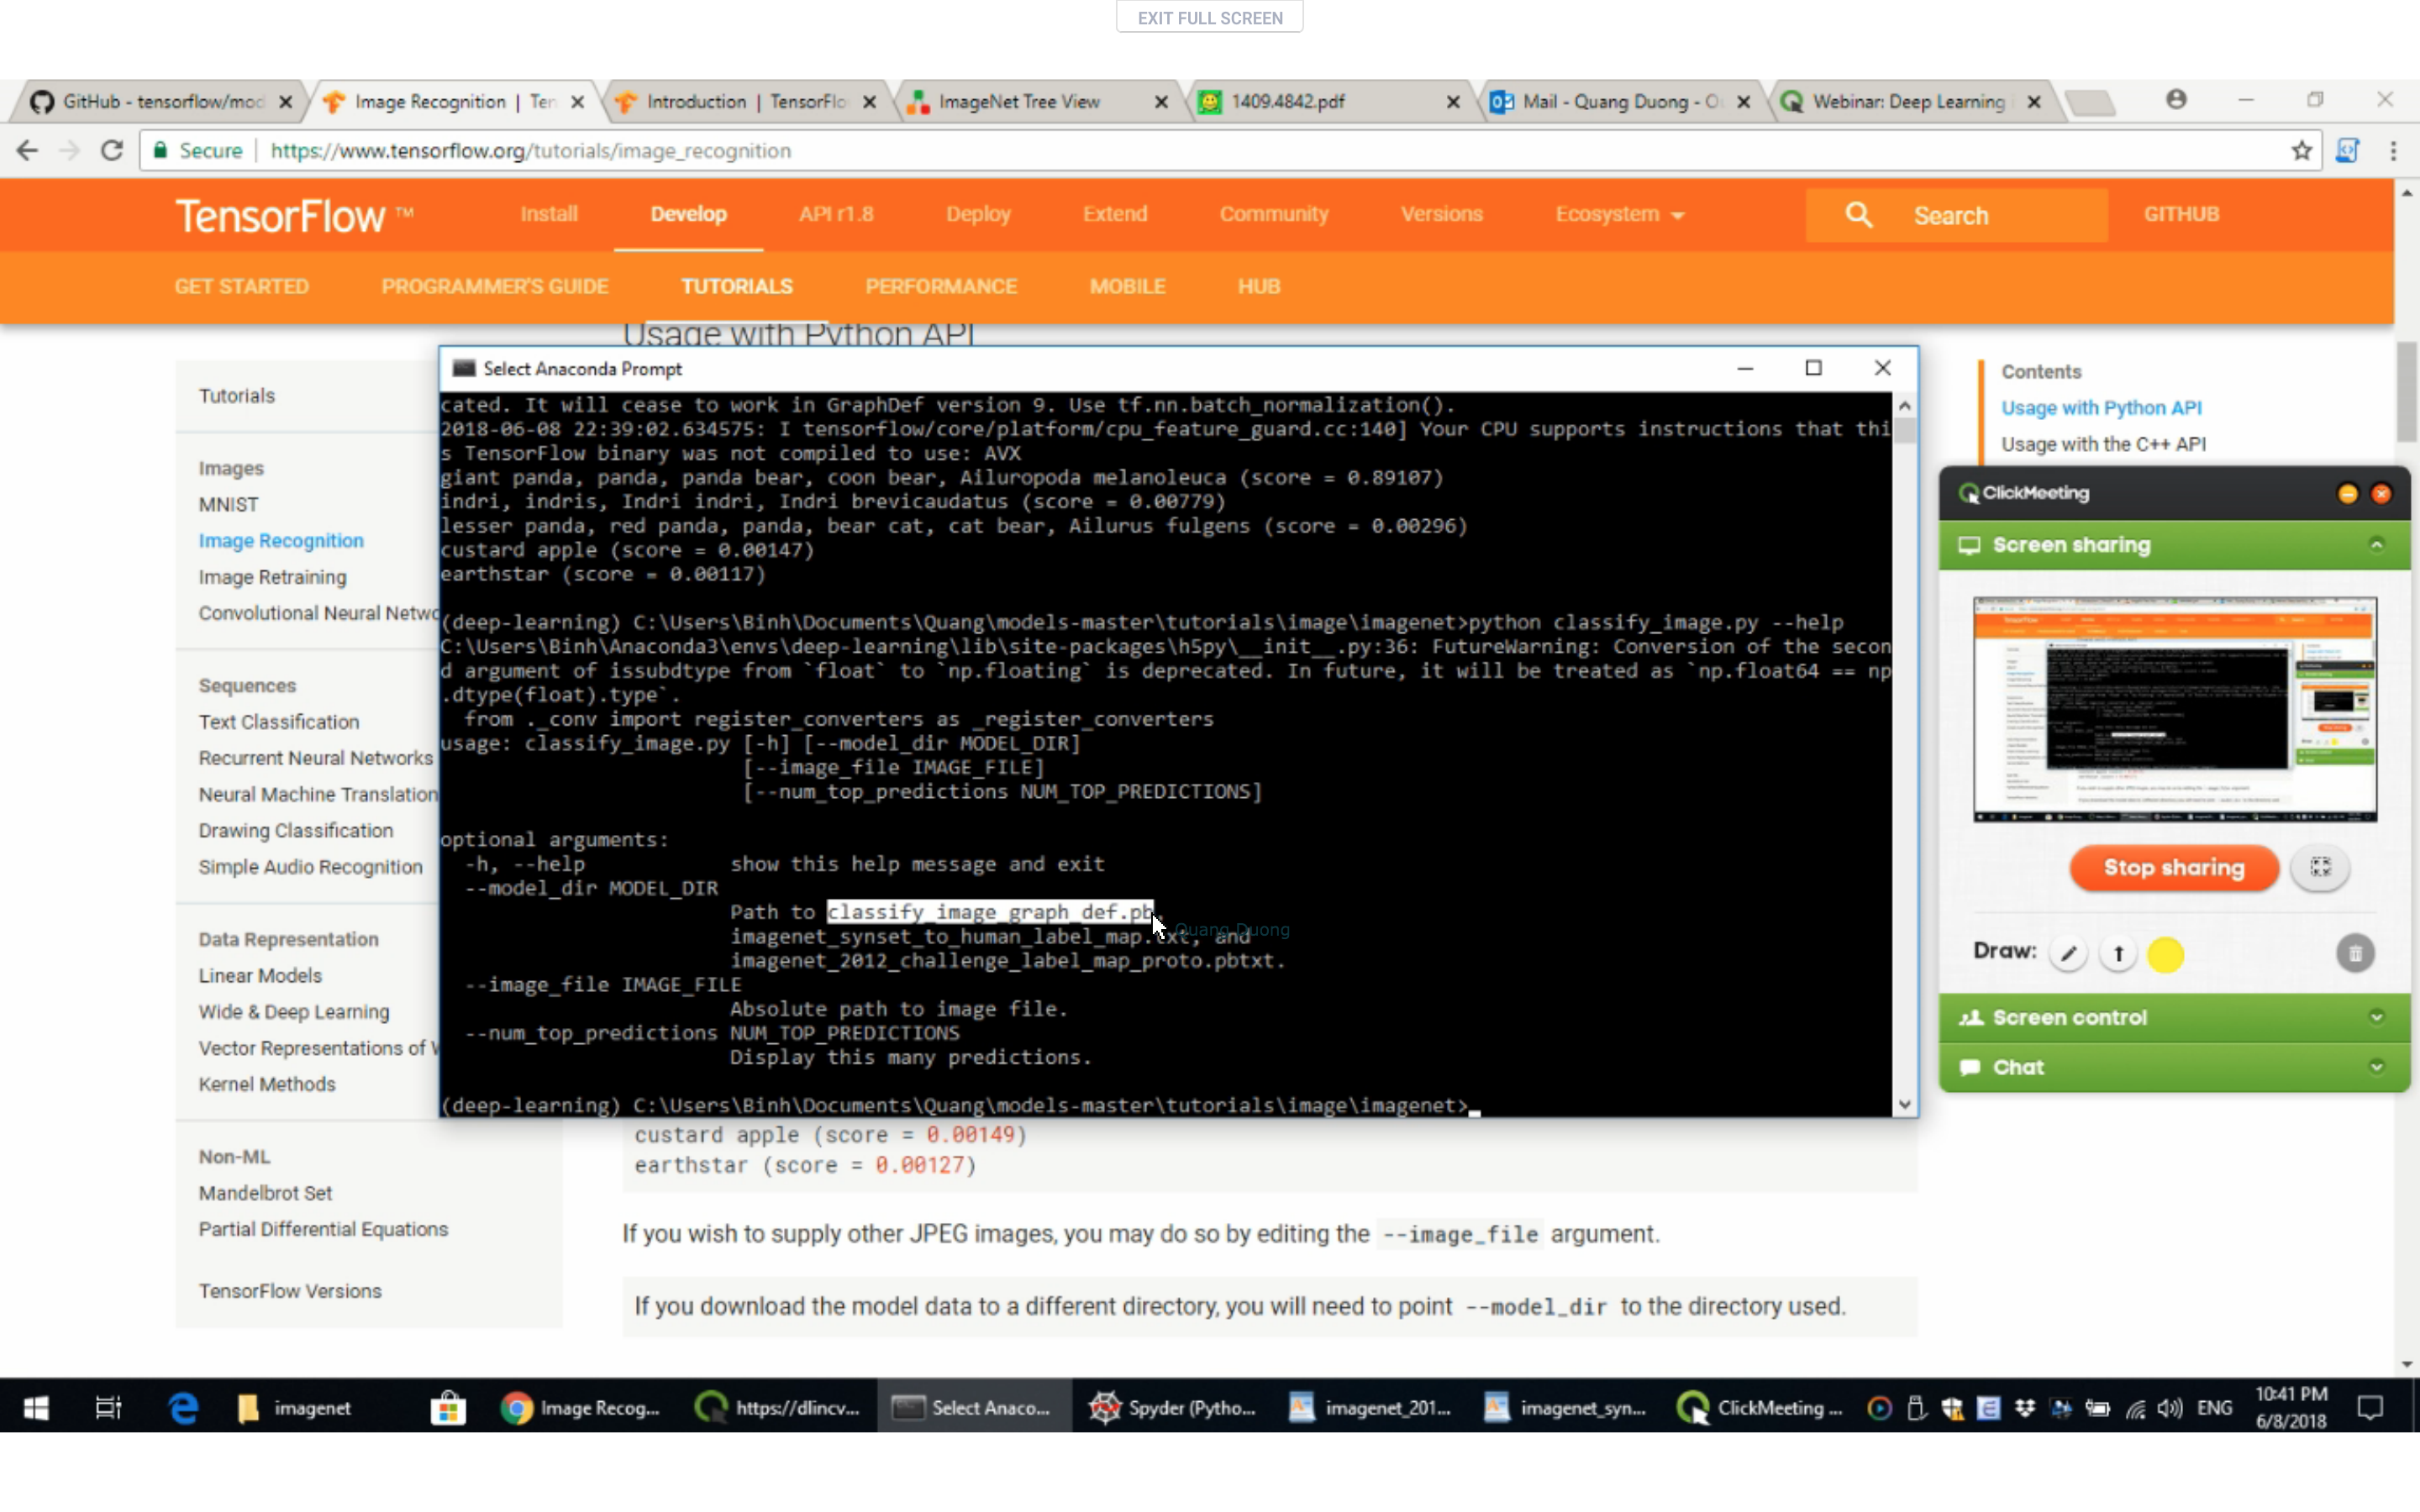 EXIT FULL SCREEN
GitHub - tensorflow/mod
Image Recognition | Ten
Introduction | TensorFlo
ImageNet Tree View
1409.4842.pdf
Mail - Quang Duong - O
Webinar: Deep Learning
Secure | https://www.tensorflow.org/tutorials/image_recognition
TensorFlow ™
Install
Develop
API r1.8
Deploy
Extend
Community
Versions
Ecosystem
Search
GITHUB
GET STARTED
PROGRAMMER'S GUIDE
TUTORIALS
PERFORMANCE
MOBILE
HUB
Usage with Python API
Tutorials
Images
MNIST
Image Recognition
Image Retraining
Convolutional Neural Netwo
Sequences
Text Classification
Recurrent Neural Networks
Neural Machine Translation
Drawing Classification
Simple Audio Recognition
Data Representation
Linear Models
Wide & Deep Learning
Vector Representations of W
Kernel Methods
Non-ML
Mandelbrot Set
Partial Differential Equations
TensorFlow Versions
Select Anaconda Prompt
cated. It will cease to work in GraphDef version 9. Use tf.nn.batch_normalization().
2018-06-08 22:39:02.634575: I tensorflow/core/platform/cpu_feature_guard.cc:140] Your CPU supports instructions that thi
s TensorFlow binary was not compiled to use: AVX
giant panda, panda, panda bear, coon bear, Ailuropoda melanoleuca (score = 0.89107)
indri, indris, Indri indri, Indri brevicaudatus (score = 0.00779)
lesser panda, red panda, panda, bear cat, cat bear, Ailurus fulgens (score = 0.00296)
custard apple (score = 0.00147)
earthstar (score = 0.00117)
(deep-learning) C:\Users\Binh\Documents\Quang\models-master\tutorials\image\imagenet>python classify_image.py --help
C:\Users\Binh\Anaconda3\envs\deep-learning\lib\site-packages\h5py\__init__.py:36: FutureWarning: Conversion of the secon
d argument of issubdtype from `float` to `np.floating` is deprecated. In future, it will be treated as `np.float64 == np
.dtype(float).type`.
from ._conv import register_converters as _register_converters
usage: classify_image.py [-h] [--model_dir MODEL_DIR]
[--image_file IMAGE_FILE]
[--num_top_predictions NUM_TOP_PREDICTIONS]
optional arguments:
-h, --help show this help message and exit
--model_dir MODEL_DIR
Path to classify_image_graph_def.pb,
imagenet_synset_to_human_label_map.txt, and
imagenet_2012_challenge_label_map_proto.pbtxt.
Quang Duong
--image_file IMAGE_FILE
Absolute path to image file.
--num_top_predictions NUM_TOP_PREDICTIONS
Display this many predictions.
(deep-learning) C:\Users\Binh\Documents\Quang\models-master\tutorials\image\imagenet>
custard apple (score = 0.00149)
earthstar (score = 0.00127)
If you wish to supply other JPEG images, you may do so by editing the --image_file argument.
If you download the model data to a different directory, you will need to point --model_dir to the directory used.
Contents
Usage with Python API
Usage with the C++ API
ClickMeeting
Screen sharing
Stop sharing
Draw:
Screen control
Chat
imagenet
Image Recog...
https://dlincv...
Select Anaco...
Spyder (Pytho...
imagenet_201...
imagenet_syn...
ClickMeeting ...
ENG
10:41 PM
6/8/2018